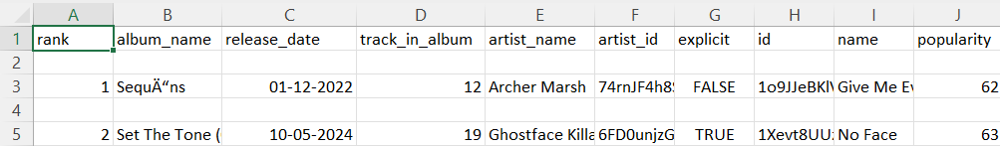 A B C D E F G H I J
1 rank album_name release_date track_in_album artist_name artist_id explicit id name popularity
2
3 1 SequÄ“ns 01-12-2022 12 Archer Marsh 74rnJF4h8 FALSE 1o9JJeBKl Give Me Ev 62
4
5 2 Set The Tone ( 10-05-2024 19 Ghostface Killa 6FD0unjzG TRUE 1Xevt8UU No Face 63